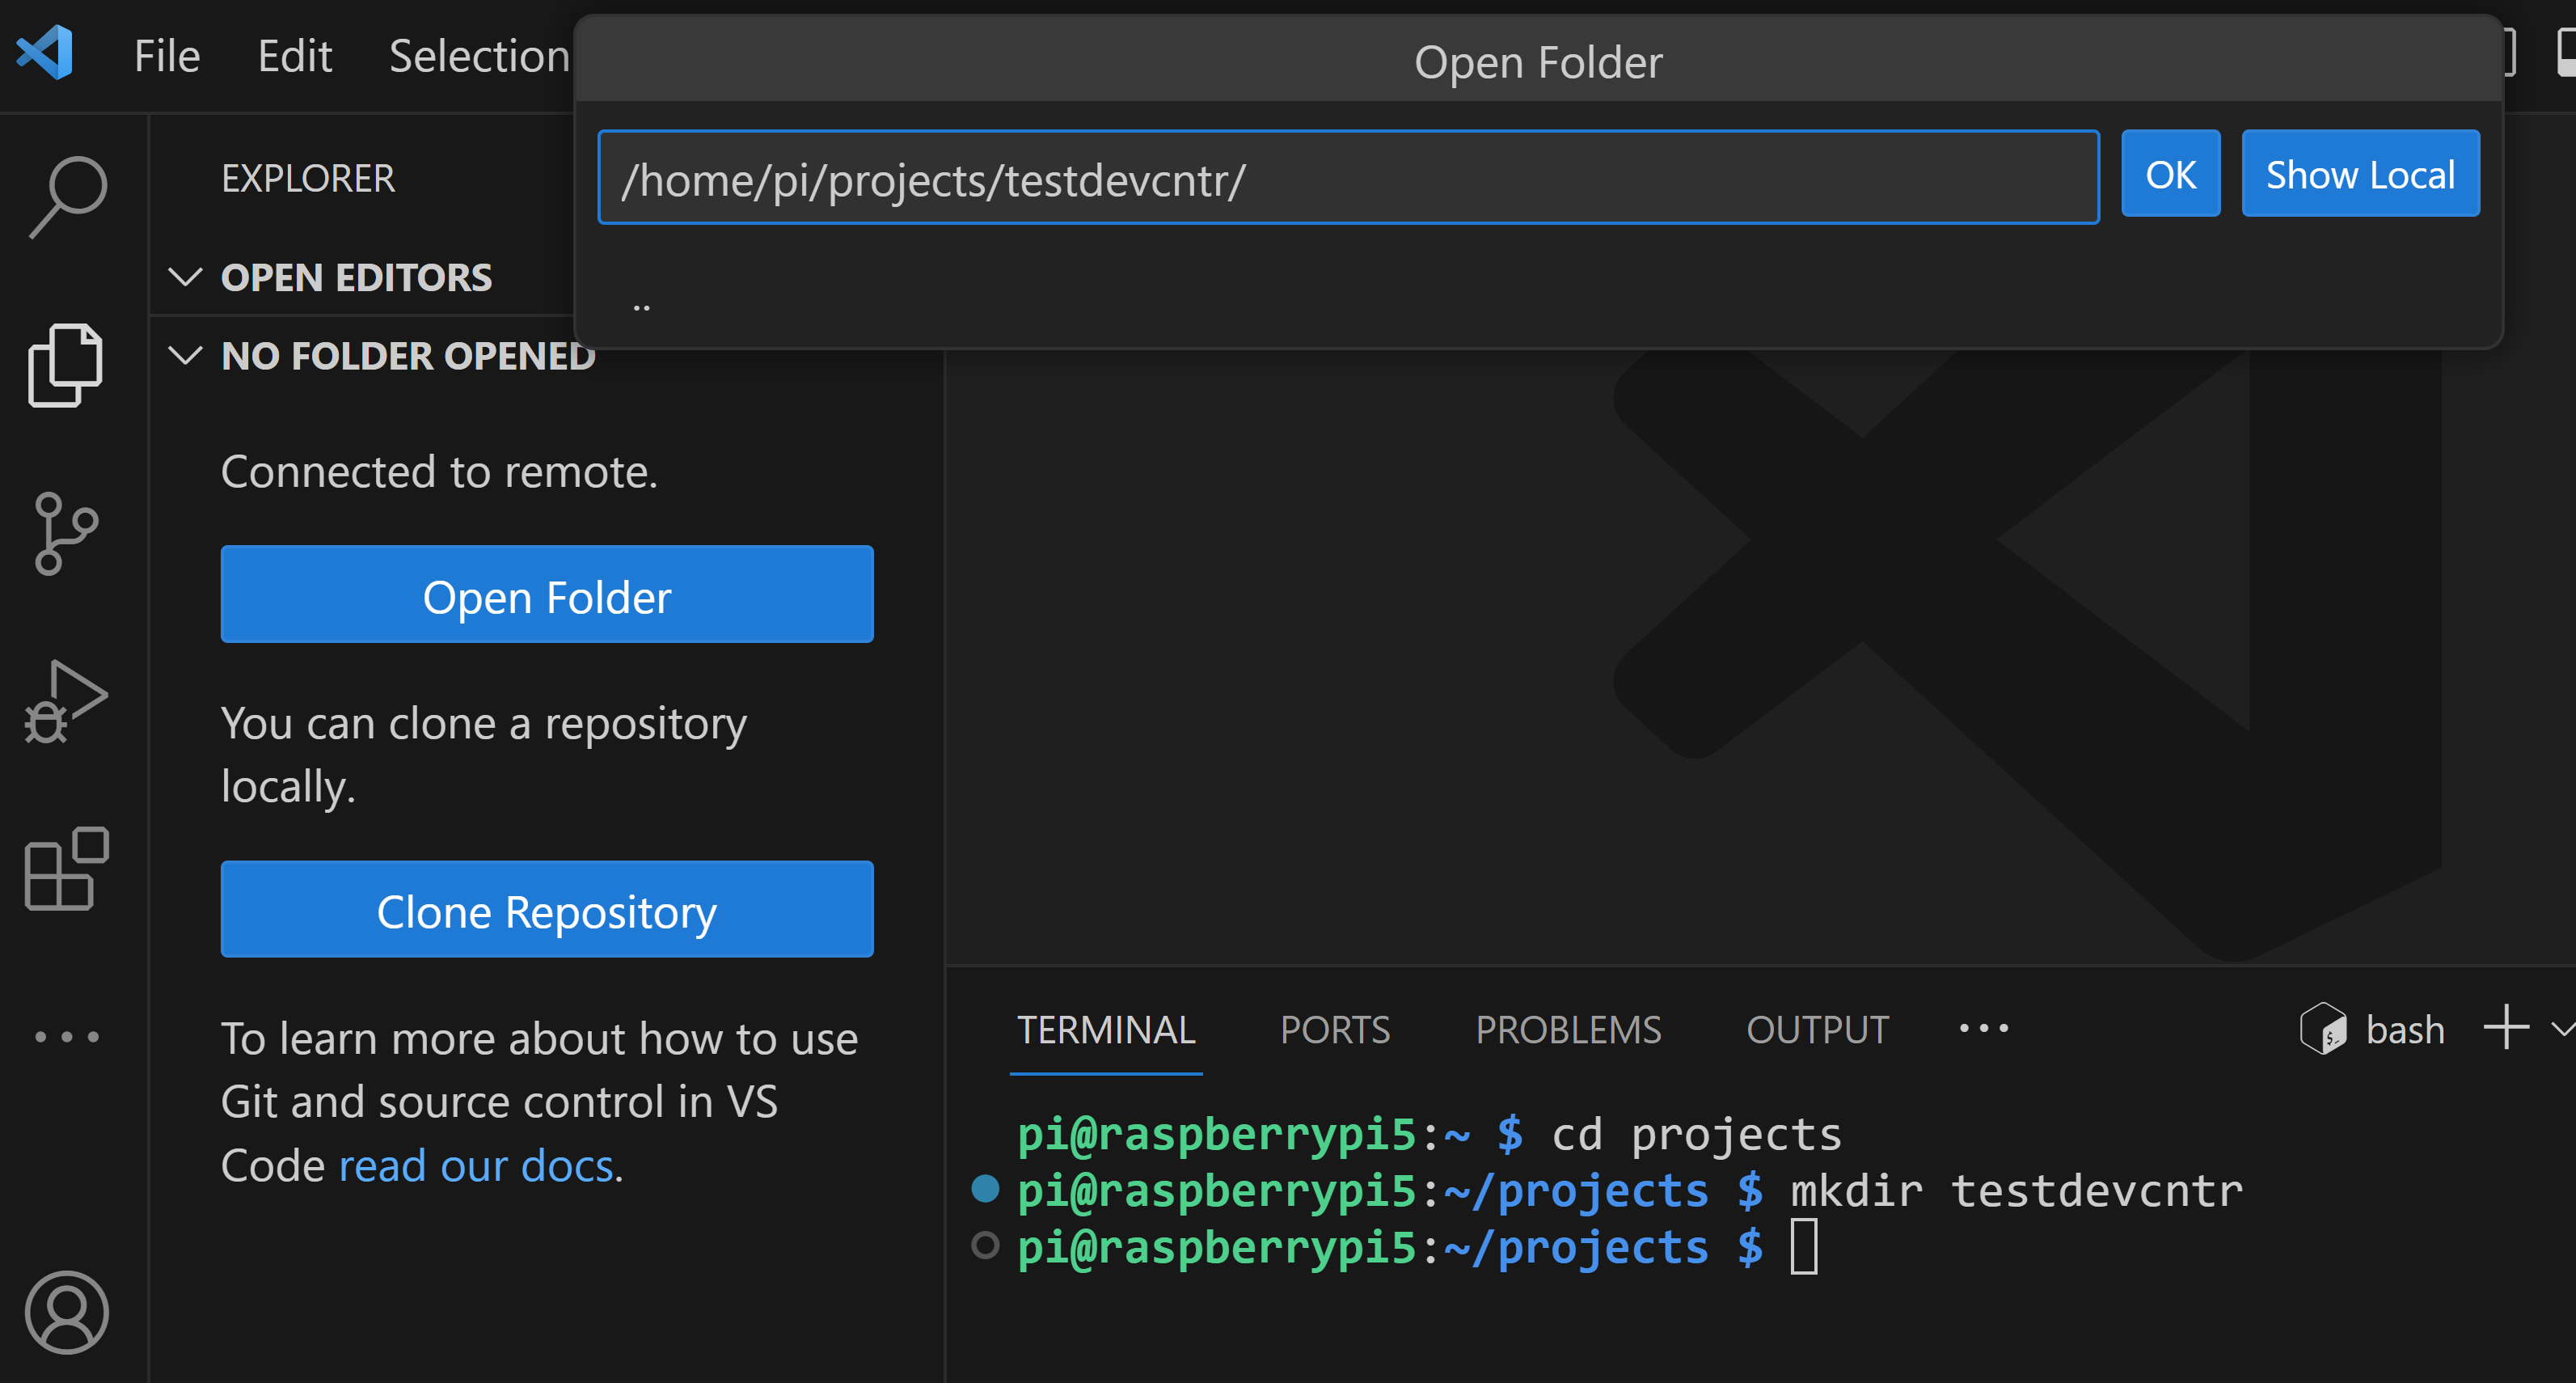 File Edit Selection
Open Folder
/home/pi/projects/testdevcntr/
OK
Show Local
..
EXPLORER
OPEN EDITORS
NO FOLDER OPENED
Connected to remote.
Open Folder
You can clone a repository
locally.
Clone Repository
To learn more about how to use
Git and source control in VS
Code read our docs.
TERMINAL PORTS PROBLEMS OUTPUT
bash
pi@raspberrypi5:~ $ cd projects
pi@raspberrypi5:~/projects $ mkdir testdevcntr
pi@raspberrypi5:~/projects $